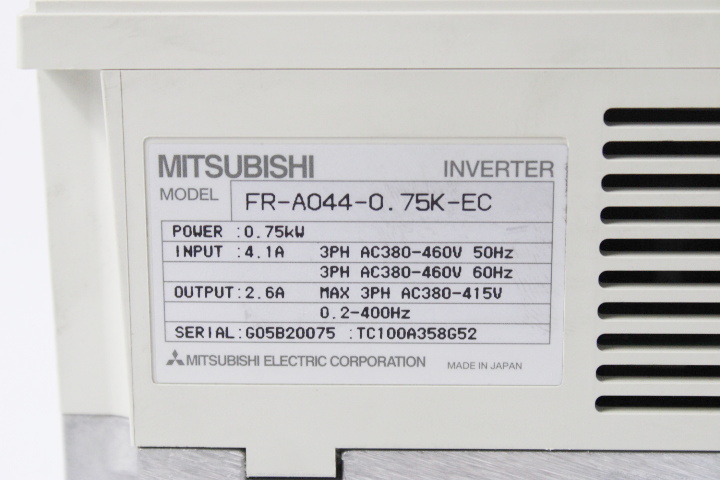 MITSUBISHI INVERTER
MODEL FR-A044-0.75K-EC
POWER :0.75kW
INPUT :4.1A 3PH AC380-460V 50Hz
3PH AC380-460V 60Hz
OUTPUT:2.6A MAX 3PH AC380-415V
0.2-400Hz
SERIAL:G05B20075 :TC100A358G52
MITSUBISHI ELECTRIC CORPORATION MADE IN JAPAN